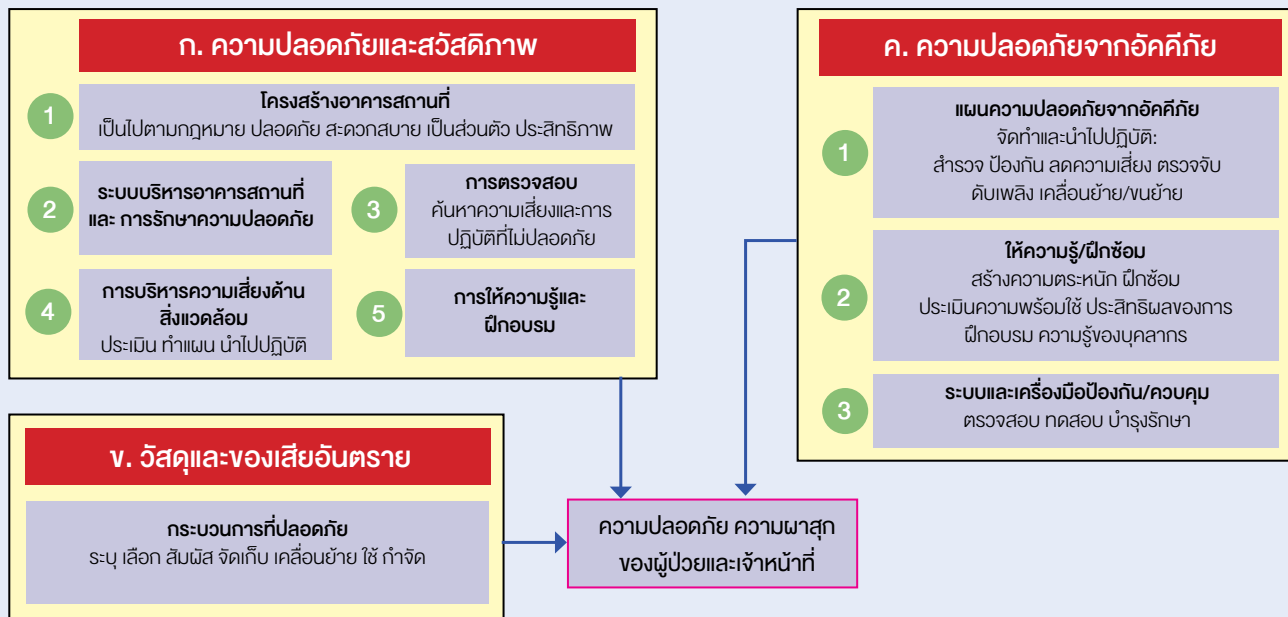 ก. ความปลอดภัยและสวัสดิภาพ
1
โครงสร้างอาคารสถานที่
เป็นไปตามกฎหมาย ปลอดภัย สะดวกสบาย เป็นส่วนตัว ประสิทธิภาพ
2
ระบบบริหารอาคารสถานที่
และ การรักษาความปลอดภัย
3
การตรวจสอบ
ค้นหาความเสี่ยงและการ
ปฏิบัติที่ไม่ปลอดภัย
4
การบริหารความเสี่ยงด้าน
สิ่งแวดล้อม
ประเมิน ทำแผน นำไปปฏิบัติ
5
การให้ความรู้และ
ฝึกอบรม
ข. วัสดุและของเสียอันตราย
กระบวนการที่ปลอดภัย
ระบุ เลือก สัมผัส จัดเก็บ เคลื่อนย้าย ใช้ กำจัด
ค. ความปลอดภัยจากอัคคีภัย
1
แผนความปลอดภัยจากอัคคีภัย
จัดทำและนำไปปฏิบัติ:
สำรวจ ป้องกัน ลดความเสี่ยง ตรวจจับ
ดับเพลิง เคลื่อนย้าย/ขนย้าย
2
ให้ความรู้/ฝึกซ้อม
สร้างความตระหนัก ฝึกซ้อม
ประเมินความพร้อมใช้ ประสิทธิผลของการ
ฝึกอบรม ความรู้ของบุคลากร
3
ระบบและเครื่องมือป้องกัน/ควบคุม
ตรวจสอบ ทดสอบ บำรุงรักษา
ความปลอดภัย ความผาสุก
ของผู้ป่วยและเจ้าหน้าที่